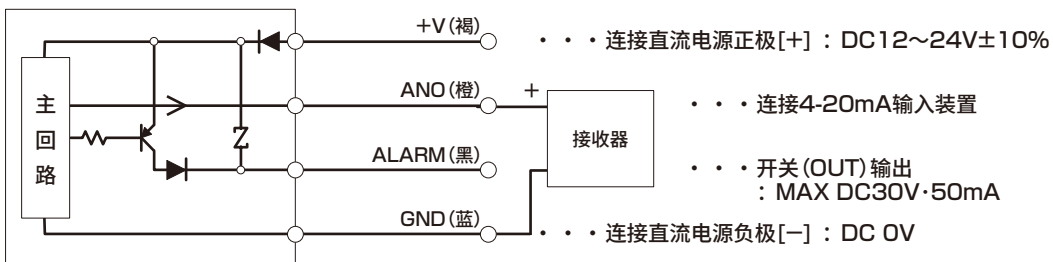 +V(褐) ・・・连接直流电源正极[+]：DC12～24V±10%
主回路
ANO(橙) + ・・・连接4-20mA输入装置
接收器
ALARM(黑) ・・・开关(OUT)输出
：MAX DC30V·50mA
GND(蓝) ・・・连接直流电源负极[−]：DC 0V